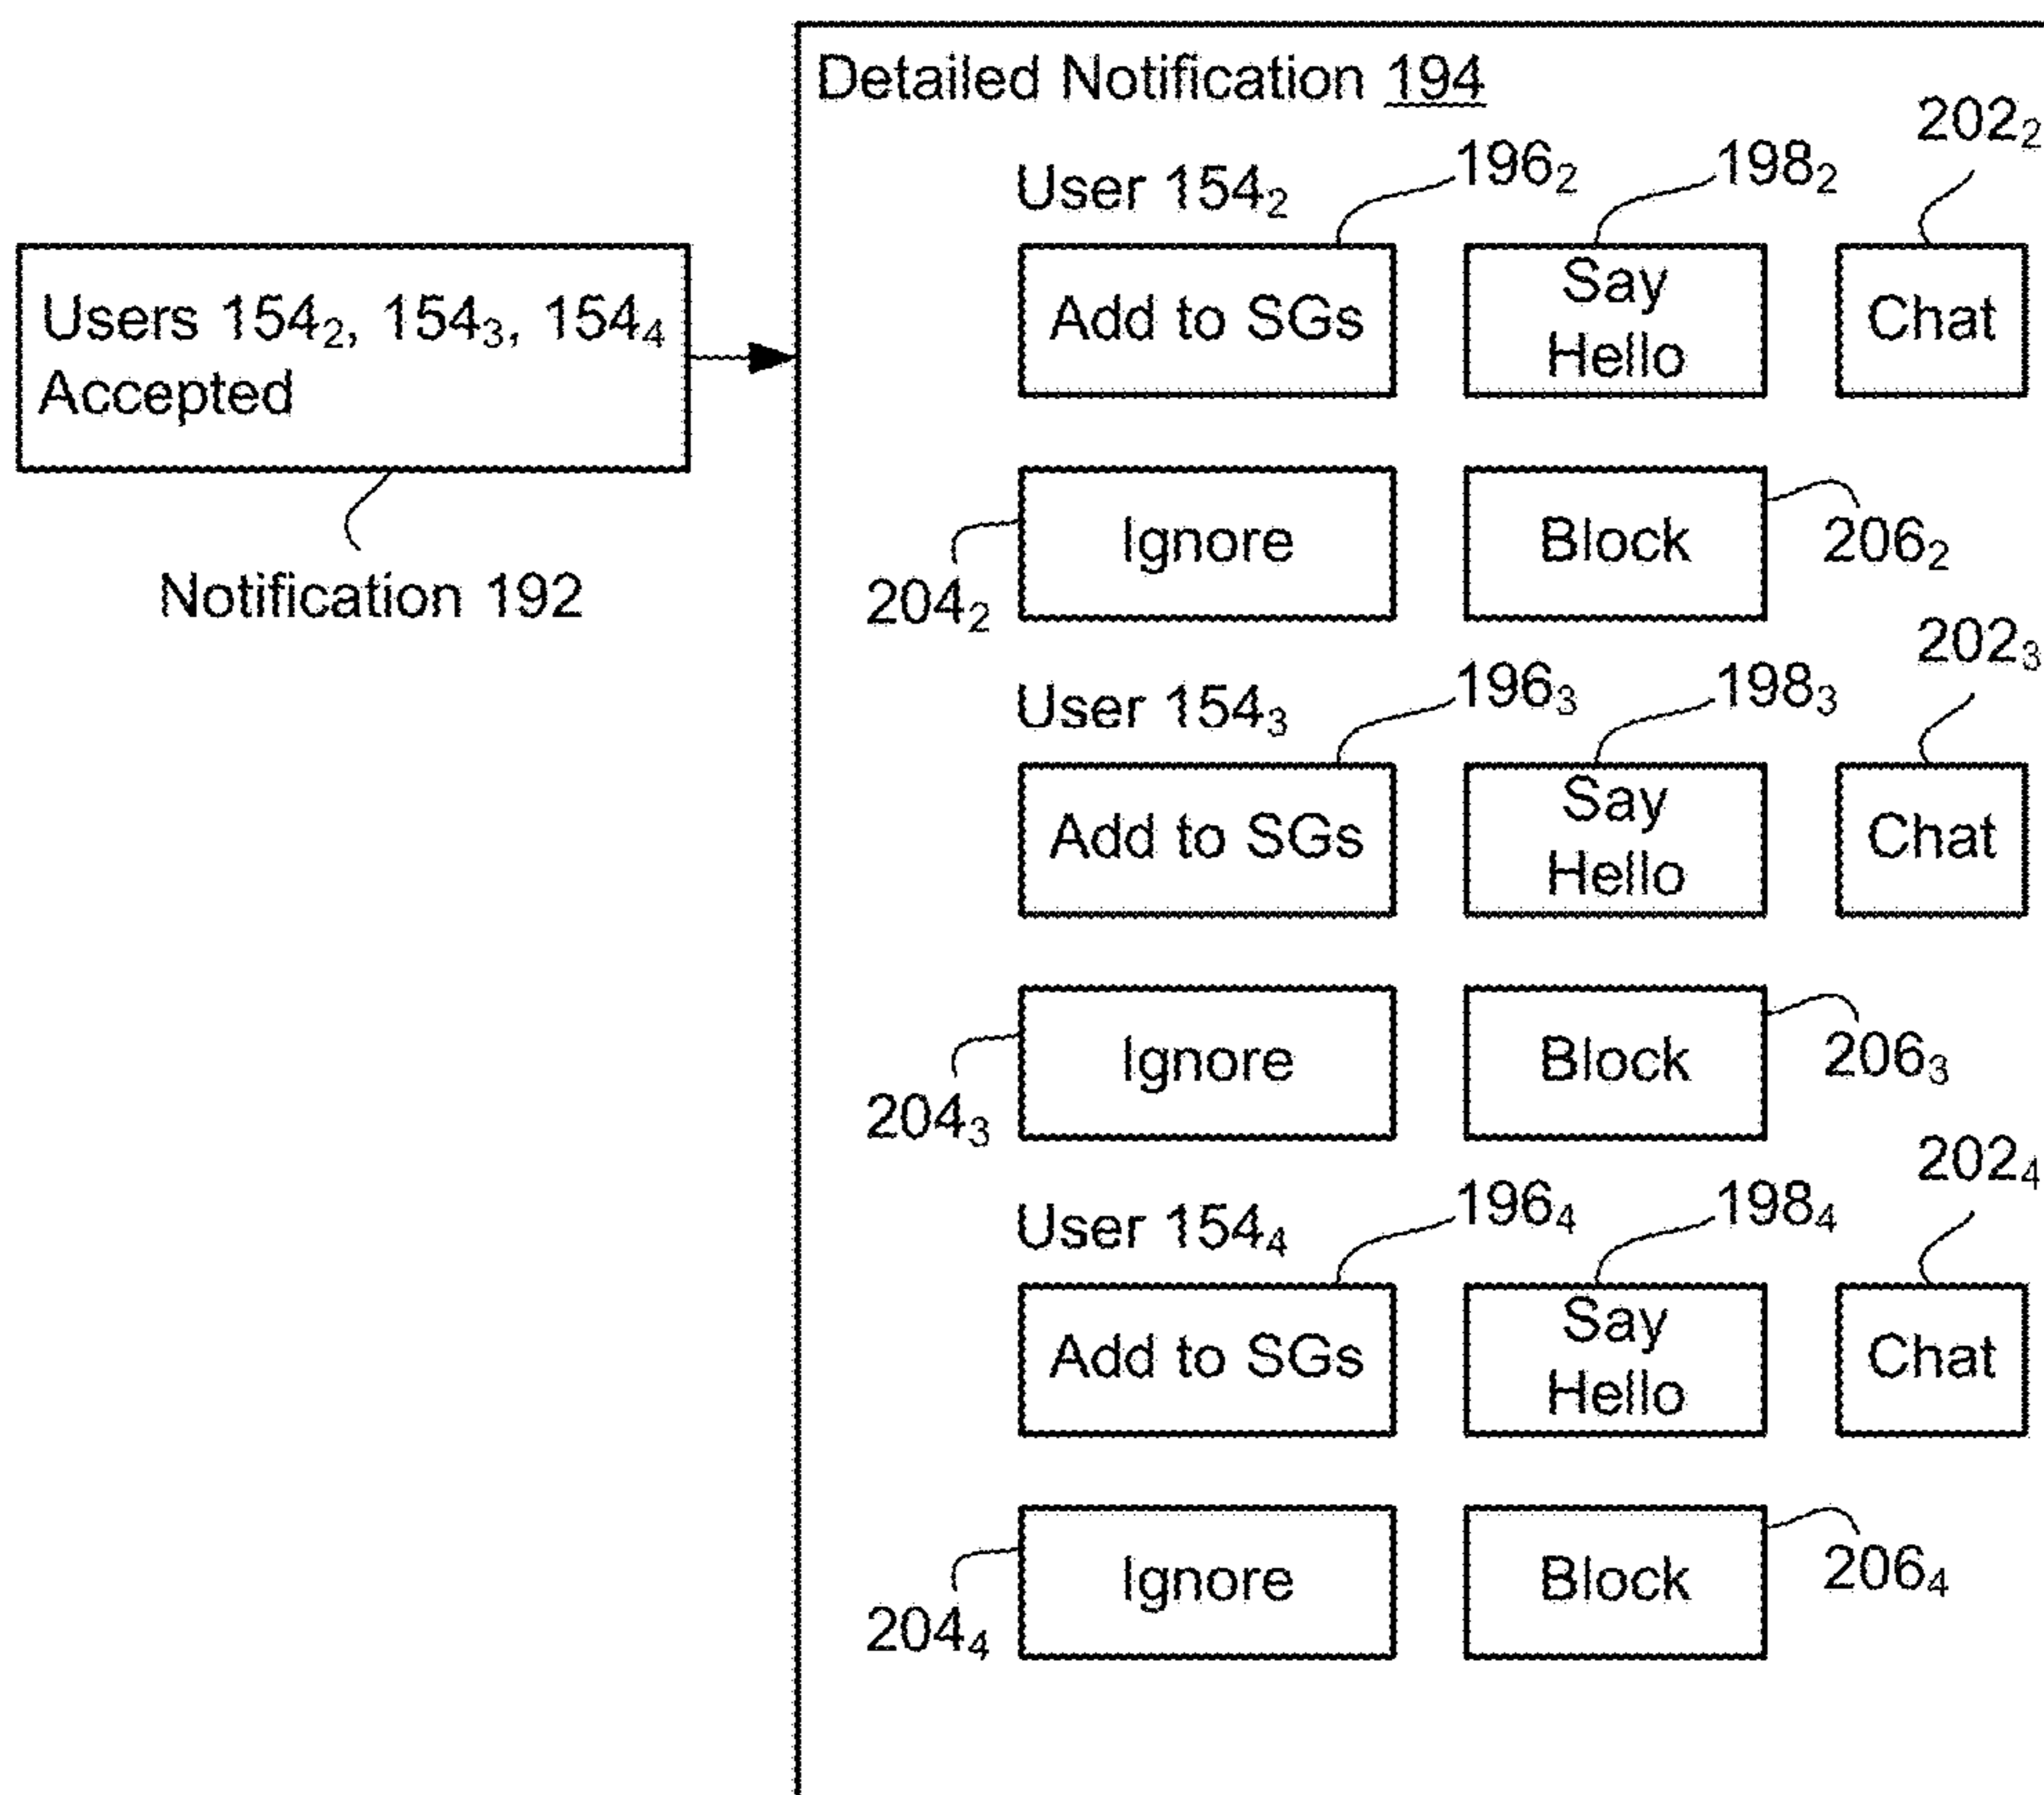 Detailed Notification 194
202₂
User 154₂
196₂
198₂
Users 154₂, 154₃, 154₄
Accepted
Add to SGs
Say
Hello
Chat
Notification 192
204₂
Ignore
Block
206₂
202₃
User 154₃
196₃
198₃
Add to SGs
Say
Hello
Chat
204₃
Ignore
Block
206₃
202₄
User 154₄
196₄
198₄
Add to SGs
Say
Hello
Chat
204₄
Ignore
Block
206₄